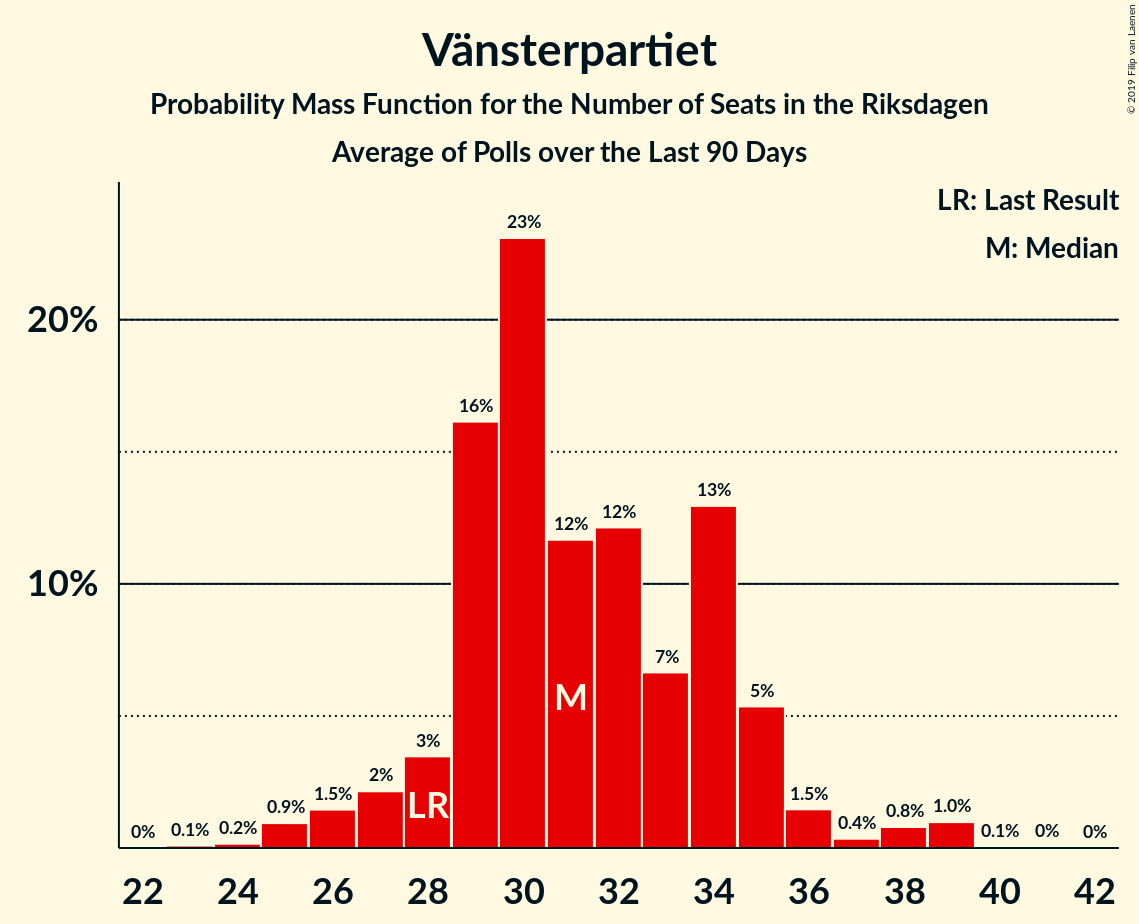 Vänsterpartiet
Probability Mass Function for the Number of Seats in the Riksdagen
Average of Polls over the Last 90 Days
© 2019 Filip van Laenen
LR: Last Result
M: Median
20%
10%
0%
0.1%
0.2%
0.9%
1.5%
2%
3%
16%
23%
12%
12%
7%
13%
5%
1.5%
0.4%
0.8%
1.0%
0.1%
0%
0%
LR
M
22 24 26 28 30 32 34 36 38 40 42